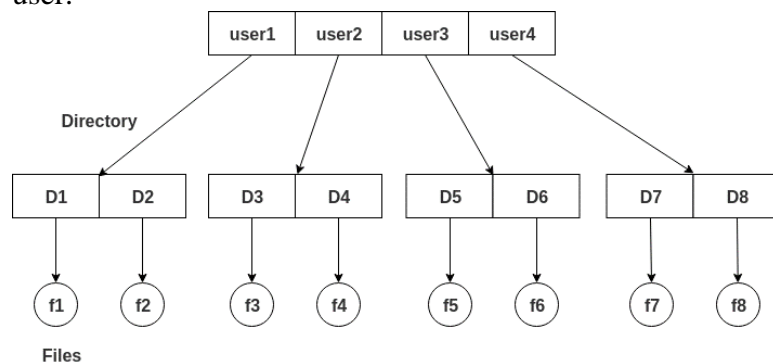 user.
user1 user2 user3 user4
Directory
D1 D2 D3 D4 D5 D6 D7 D8
f1 f2 f3 f4 f5 f6 f7 f8
Files